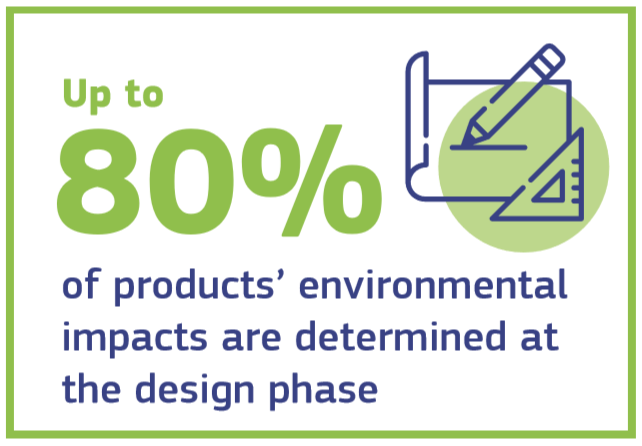 Up to
80%
of products’ environmental
impacts are determined at
the design phase